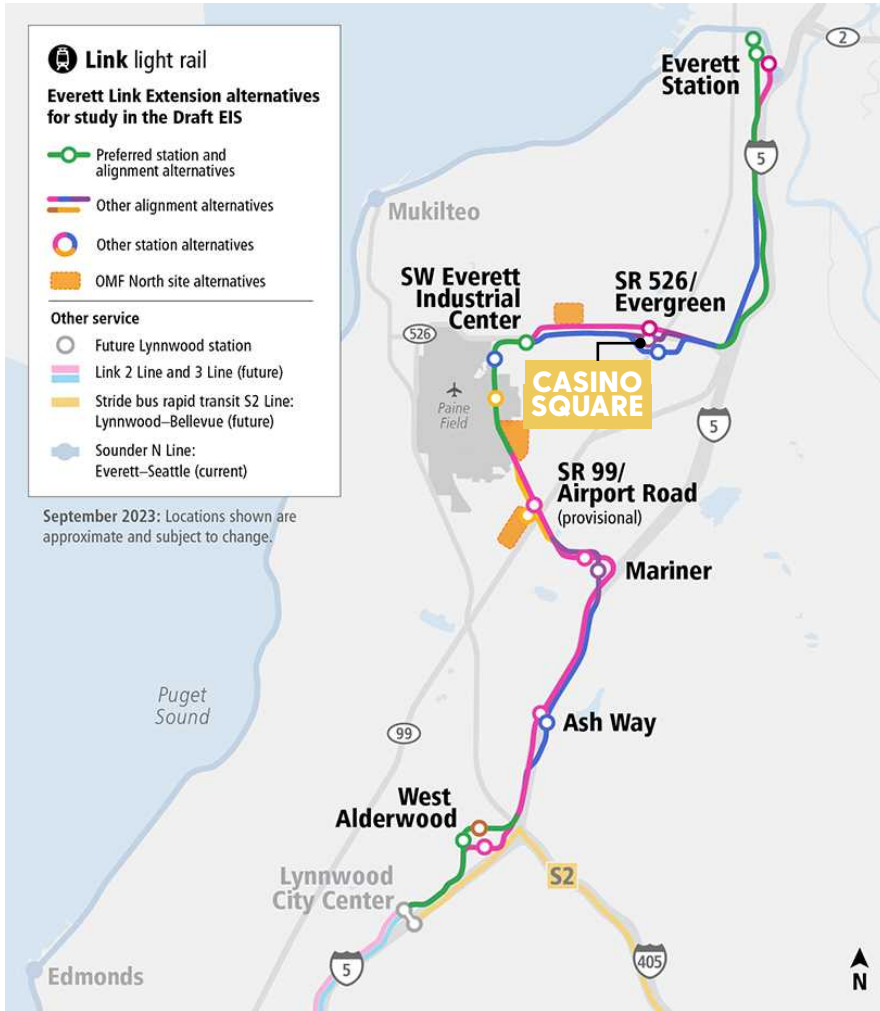 Link light rail
Everett Link Extension alternatives
for study in the Draft EIS
Preferred station and
alignment alternatives
Other alignment alternatives
Other station alternatives
OMF North site alternatives
Other service
Future Lynnwood station
Link 2 Line and 3 Line (future)
Stride bus rapid transit S2 Line:
Lynnwood–Bellevue (future)
Sounder N Line:
Everett–Seattle (current)
September 2023: Locations shown are
approximate and subject to change.
2
Everett
Station
5
Mukilteo
SW Everett
Industrial
Center
SR 526/
Evergreen
526
CASINO
SQUARE
Paine
Field
5
SR 99/
Airport Road
(provisional)
Mariner
Puget
Sound
99
Ash Way
West
Alderwood
Lynnwood
City Center
S2
5
405
Edmonds
N